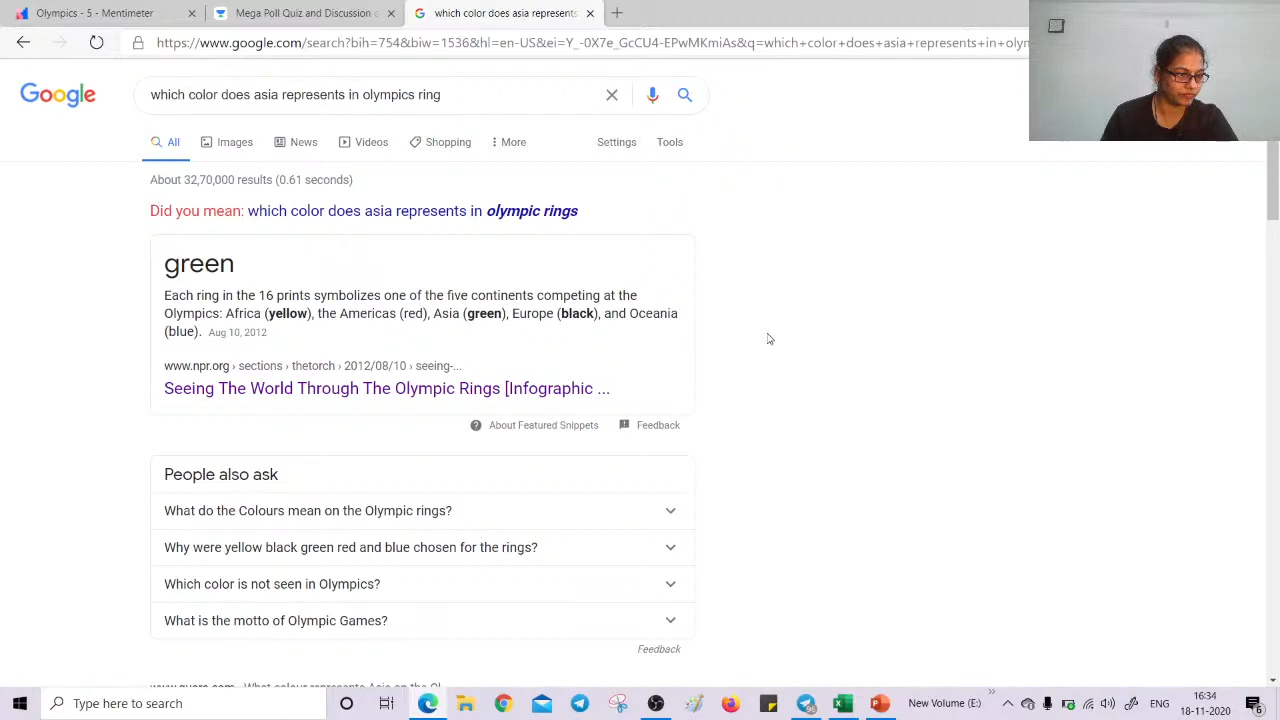 Olympics - 5 - Mentimeter
Mega Poll Quiz and Discussion
which color does asia represents
https://www.google.com/search?bih=754&biw=1536&hl=en-US&ei=Y_-0X7e_GcCU4-EPwMKmiAs&q=which+color+does+asia+represents+in+olym
Google
which color does asia represents in olympics ring
All
Images
News
Videos
Shopping
More
Settings
Tools
About 32,70,000 results (0.61 seconds)
Did you mean: which color does asia represents in olympic rings
green
Each ring in the 16 prints symbolizes one of the five continents competing at the
Olympics: Africa (yellow), the Americas (red), Asia (green), Europe (black), and Oceania
(blue). Aug 10, 2012
www.npr.org › sections › thetorch › 2012/08/10 › seeing-...
Seeing The World Through The Olympic Rings [Infographic ...
About Featured Snippets
Feedback
People also ask
What do the Colours mean on the Olympic rings?
Why were yellow black green red and blue chosen for the rings?
Which color is not seen in Olympics?
What is the motto of Olympic Games?
Feedback
Type here to search
New Volume (E:)
16:34
18-11-2020
6